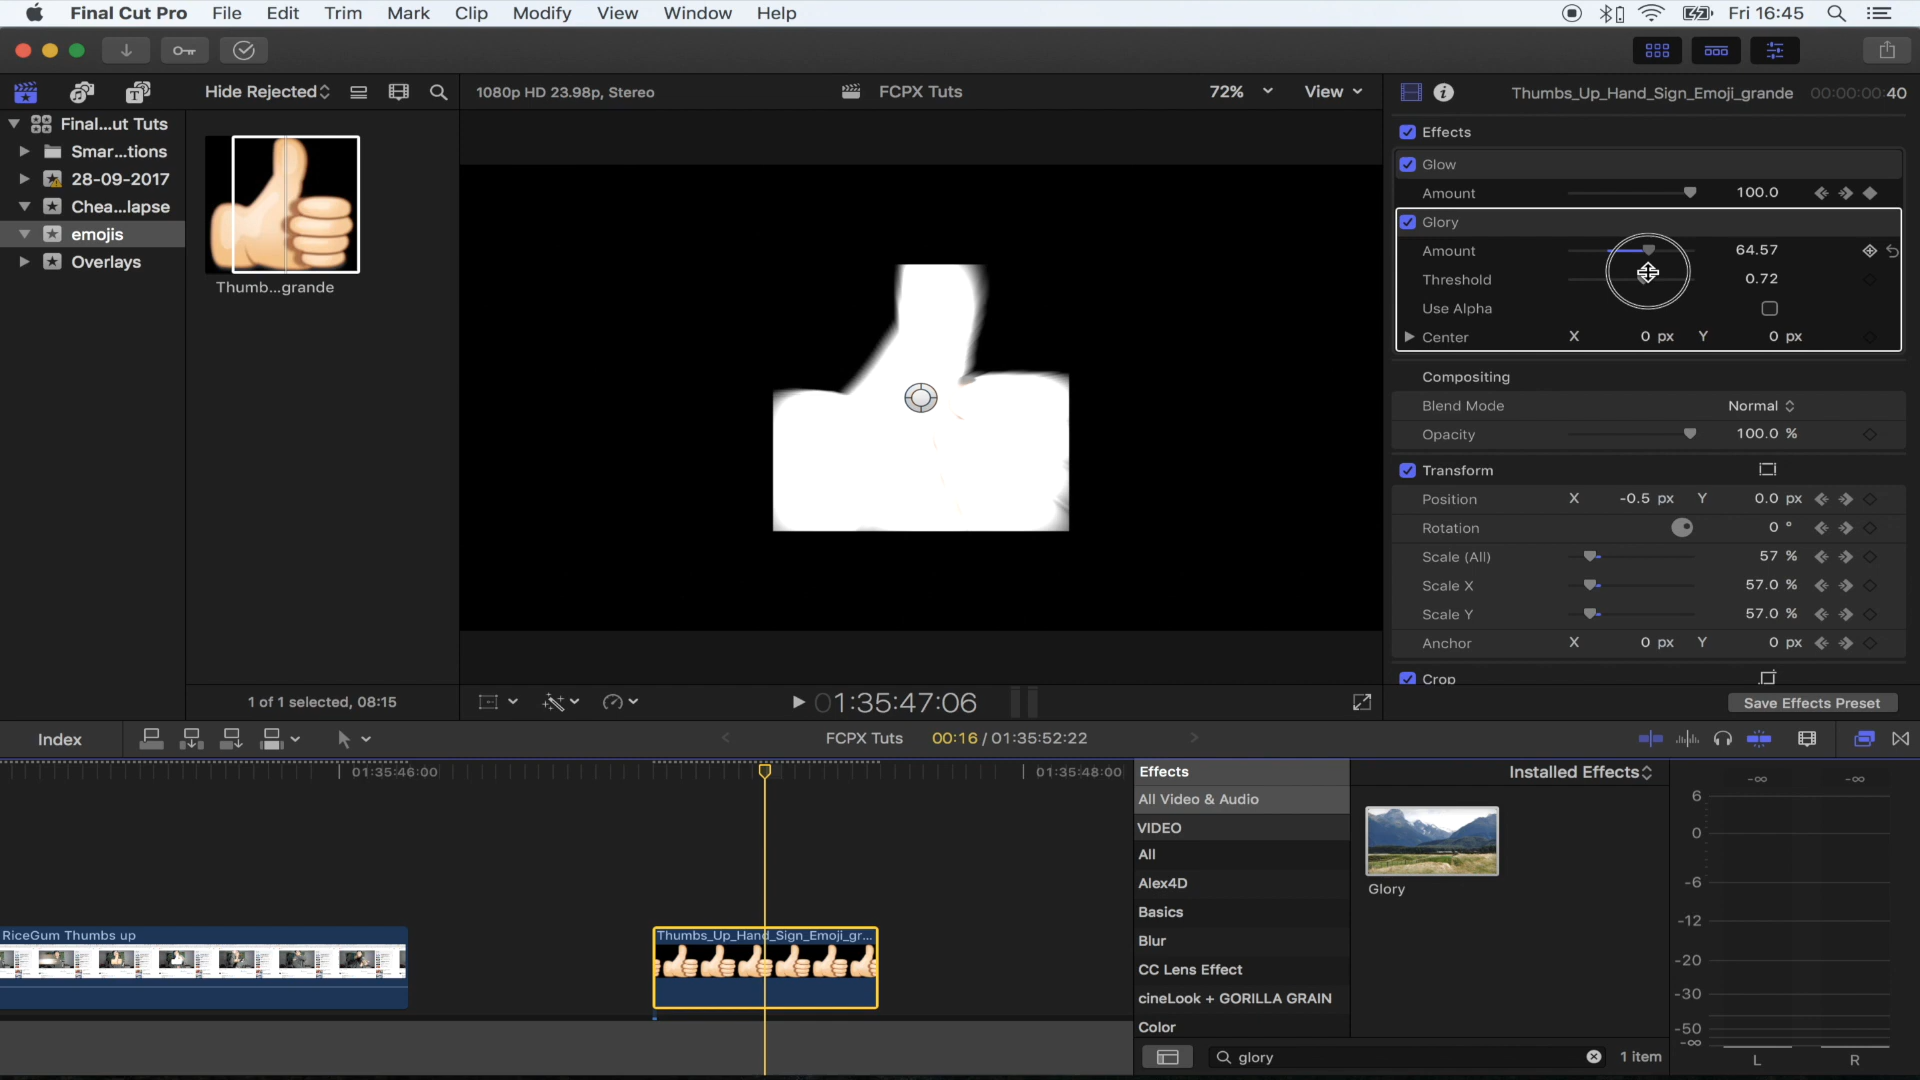 Final Cut Pro File Edit Trim Mark Clip Modify View Window Help Fri 16:45
Hide Rejected
1080p HD 23.98p, Stereo
FCPX Tuts
72%
View
Thumbs_Up_Hand_Sign_Emoji_grande 00:00:00:40
Final...ut Tuts
Smar...tions
28-09-2017
Chea...lapse
emojis
Overlays
Thumb...grande
1 of 1 selected, 08:15
01:35:47:06
Effects
Glow
Amount 100.0
Glory
Amount 64.57
Threshold 0.72
Use Alpha
Center X 0 px Y 0 px
Compositing
Blend Mode Normal
Opacity 100.0 %
Transform
Position X -0.5 px Y 0.0 px
Rotation 0 °
Scale (All) 57 %
Scale X 57.0 %
Scale Y 57.0 %
Anchor X 0 px Y 0 px
Crop
Save Effects Preset
Index
FCPX Tuts 00:16 / 01:35:52:22
01:35:46:00
01:35:48:00
RiceGum Thumbs up
Thumbs_Up_Hand_Sign_Emoji_gr...
Effects
Installed Effects
All Video & Audio
VIDEO
All
Alex4D
Basics
Blur
CC Lens Effect
cineLook + GORILLA GRAIN
Color
Glory
glory
1 item
-∞ -∞
6
0
-6
-12
-20
-30
-50
-∞
L R